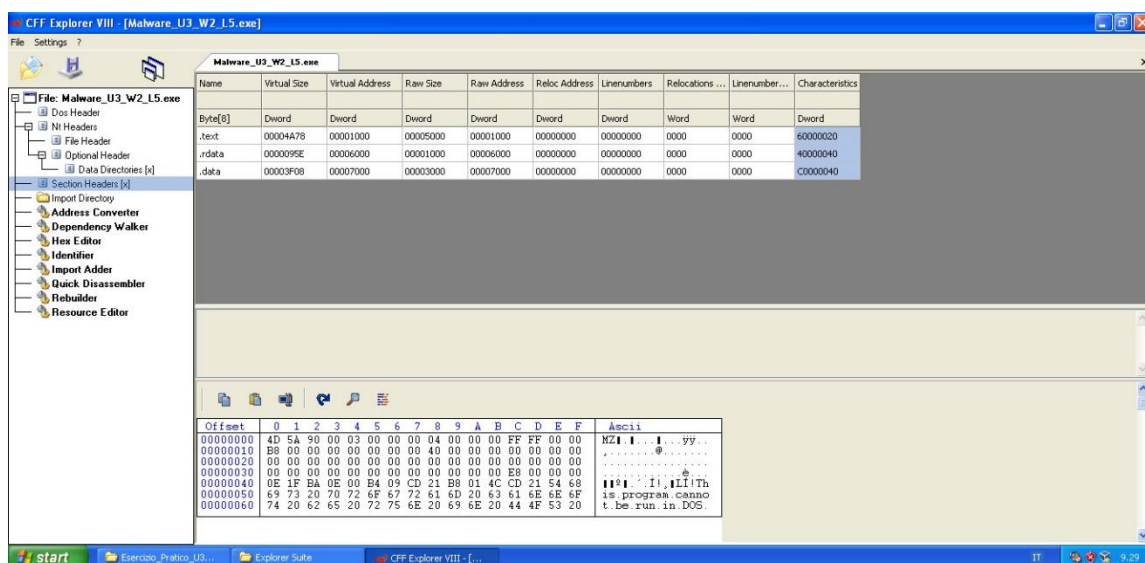 CFF Explorer VIII - [Malware_U3_W2_L5.exe]
File Settings ?
Malware_U3_W2_L5.exe
File: Malware_U3_W2_L5.exe
Dos Header
Nt Headers
File Header
Optional Header
Data Directories [x]
Section Headers [x]
Import Directory
Address Converter
Dependency Walker
Hex Editor
Identifier
Import Adder
Quick Disassembler
Rebuilder
Resource Editor
Name Virtual Size Virtual Address Raw Size Raw Address Reloc Address Linenumbers Relocations ... Linenumber... Characteristics
Byte[8] Dword Dword Dword Dword Dword Dword Word Word Dword
.text 00004A78 00001000 00005000 00001000 00000000 00000000 0000 0000 60000020
.rdata 0000095E 00006000 00001000 00006000 00000000 00000000 0000 0000 40000040
.data 00003F08 00007000 00003000 00007000 00000000 00000000 0000 0000 C0000040
Offset 0 1 2 3 4 5 6 7 8 9 A B C D E F Ascii
00000000 4D 5A 90 00 03 00 00 00 04 00 00 00 FF FF 00 00 MZ▮.▮...▮...ÿÿ..
00000010 B8 00 00 00 00 00 00 00 40 00 00 00 00 00 00 00 ¸.......@.......
00000020 00 00 00 00 00 00 00 00 00 00 00 00 00 00 00 00 ................
00000030 00 00 00 00 00 00 00 00 00 00 00 00 E8 00 00 00 ............è...
00000040 0E 1F BA 0E 00 B4 09 CD 21 B8 01 4C CD 21 54 68 ▮▮º▮.´.Í!¸▮LÍ!Th
00000050 69 73 20 70 72 6F 67 72 61 6D 20 63 61 6E 6E 6F is.program.canno
00000060 74 20 62 65 20 72 75 6E 20 69 6E 20 44 4F 53 20 t.be.run.in.DOS.
start Esercizio_Pratico_U3... Explorer Suite CFF Explorer VIII - [... IT 9.29